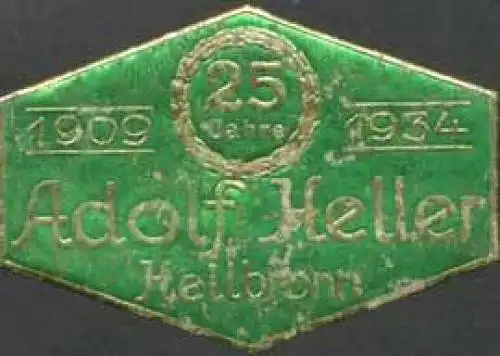 25
Jahre
1909 1934
Adolf Heller
Heilbronn